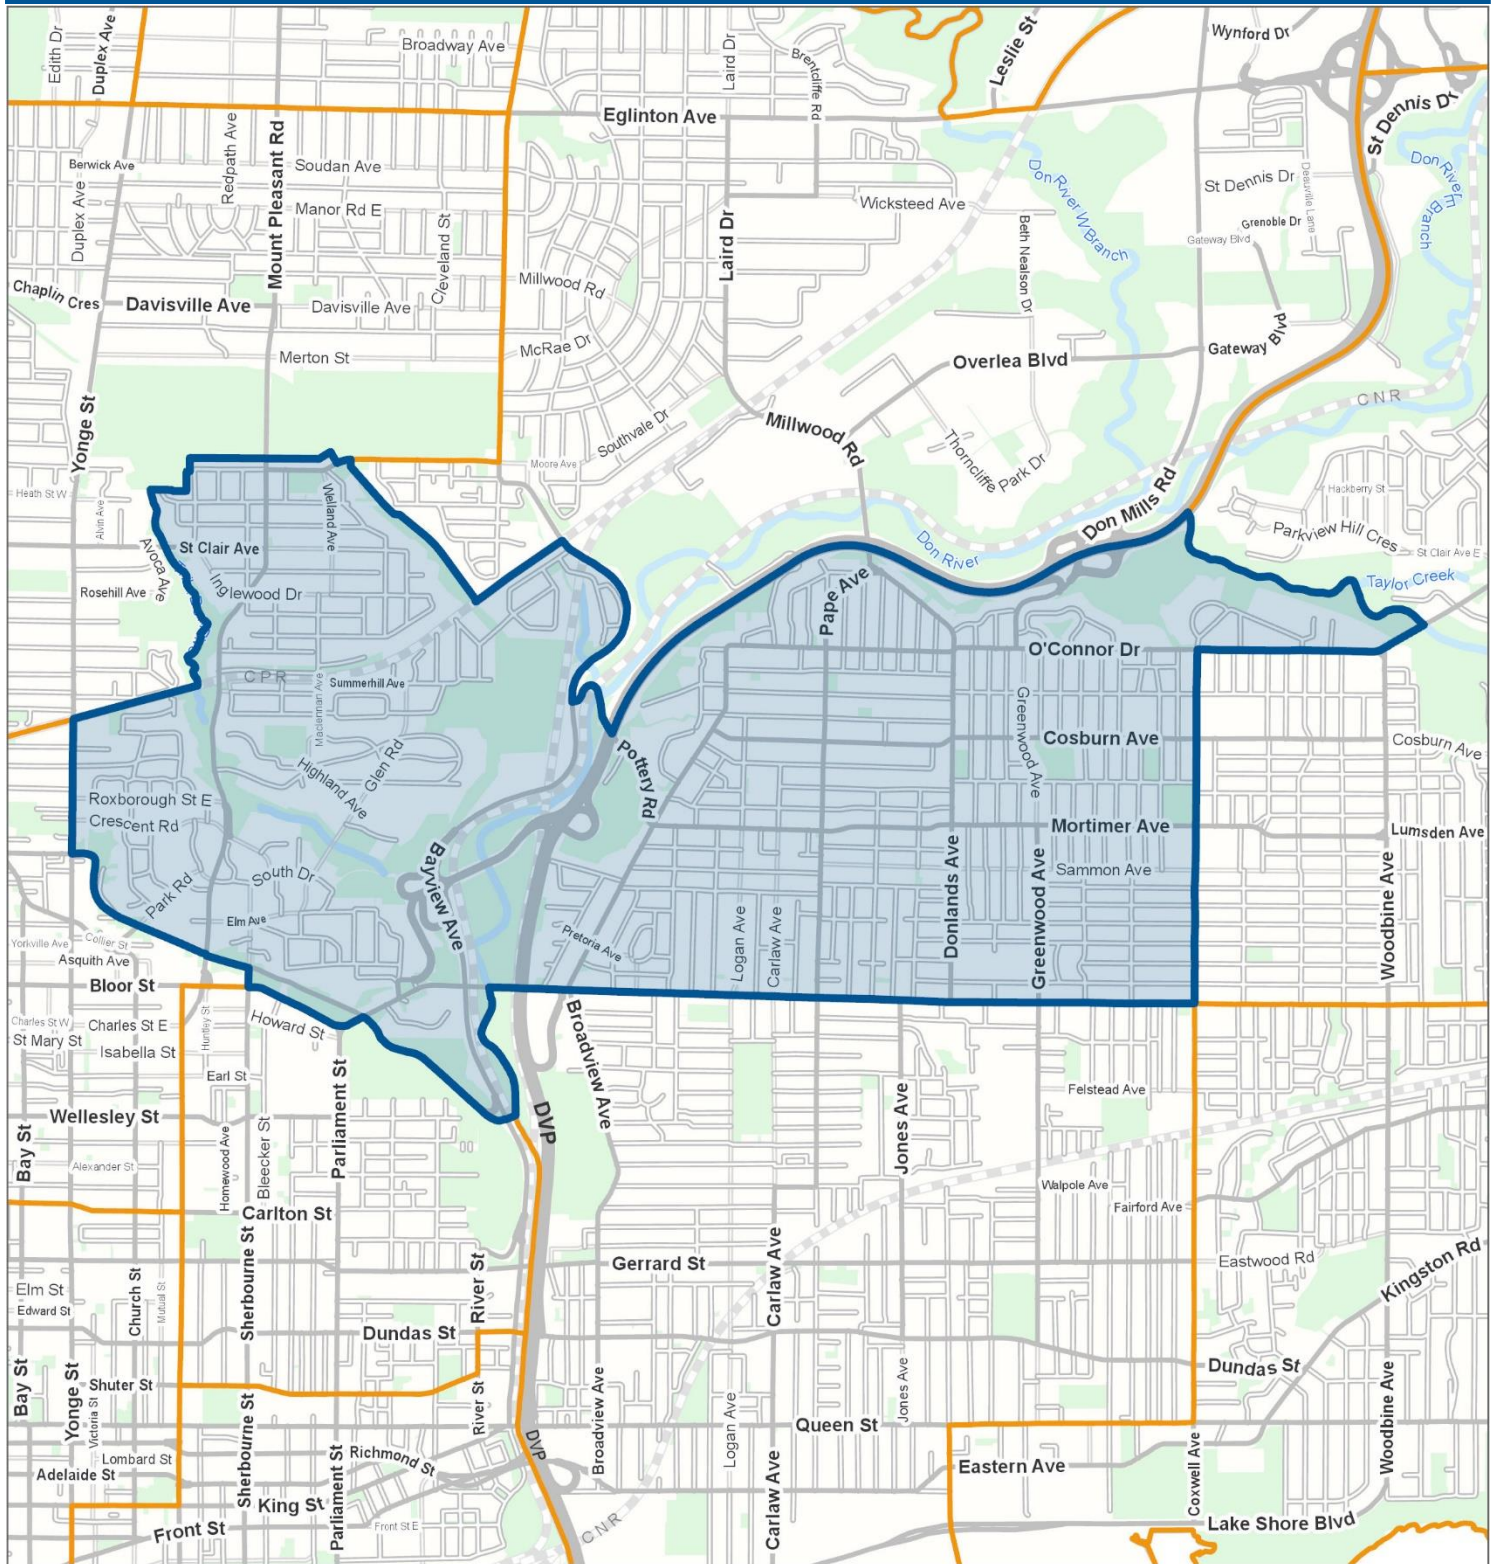 Edith Dr
Duplex Ave
Broadway Ave
Laird Dr
Brentcliffe Rd
Leslie St
Wynford Dr
Eglinton Ave
St Dennis Dr
Berwick Ave
Redpath Ave
Mount Pleasant Rd
Soudan Ave
Manor Rd E
Duplex Ave
Cleveland St
Wicksteed Ave
Don River W Branch
St Dennis Dr
Deauville Lane
Grenoble Dr
Gateway Blvd
Don River E Branch
Laird Dr
Beth Nealson Dr
Chaplin Cres
Davisville Ave
Davisville Ave
Millwood Rd
McRae Dr
Merton St
Overlea Blvd
Gateway Blvd
CNR
Yonge St
Southvale Dr
Millwood Rd
Thorncliffe Park Dr
Moore Ave
Heath St W
Alvin Ave
Welland Ave
Don Mills Rd
Hackberry St
Parkview Hill Cres
St Clair Ave E
St Clair Ave
Avoca Ave
Inglewood Dr
Rosehill Ave
Don River
Taylor Creek
Pape Ave
O'Connor Dr
CPR
Summerhill Ave
Maclennan Ave
Greenwood Ave
Cosburn Ave
Cosburn Ave
Pottery Rd
Glen Rd
Highland Ave
Roxborough St E
Crescent Rd
Mortimer Ave
Lumsden Ave
Bayview Ave
South Dr
Park Rd
Elm Ave
Sammon Ave
Donlands Ave
Greenwood Ave
Woodbine Ave
Logan Ave
Carlaw Ave
Pretoria Ave
Yorkville Ave
Collier St
Asquith Ave
Bloor St
Charles St W
Charles St E
Huntley St
Howard St
St Mary St
Isabella St
Broadview Ave
Earl St
Felstead Ave
Wellesley St
Parliament St
DVP
Jones Ave
Bay St
Alexander St
Homewood Ave
Bleecker St
Walpole Ave
Fairford Ave
Carlton St
Sherbourne St
River St
Gerrard St
Carlaw Ave
Eastwood Rd
Kingston Rd
Elm St
Edward St
Church St
Mutual St
Dundas St
Dundas St
Bay St
Yonge St
Shuter St
Victoria St
Sherbourne St
River St
Broadview Ave
Logan Ave
Jones Ave
Queen St
Woodbine Ave
DVP
Lombard St
Richmond St
Adelaide St
Parliament St
Carlaw Ave
Eastern Ave
Coxwell Ave
King St
Front St
Front St E
CNR
Lake Shore Blvd